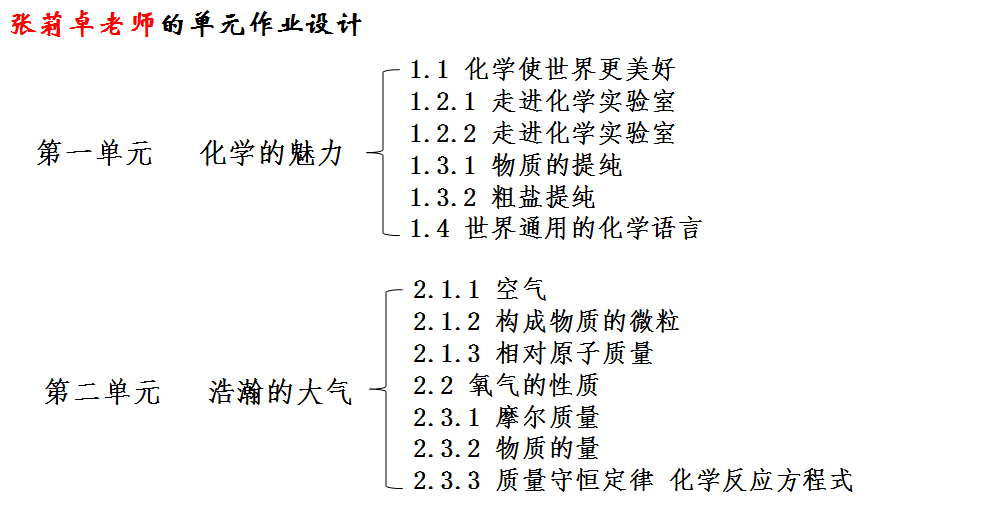 张莉卓老师的单元作业设计
1.1 化学使世界更美好
1.2.1 走进化学实验室
1.2.2 走进化学实验室
第一单元 化学的魅力
1.3.1 物质的提纯
1.3.2 粗盐提纯
1.4 世界通用的化学语言
2.1.1 空气
2.1.2 构成物质的微粒
2.1.3 相对原子质量
2.2 氧气的性质
第二单元 浩瀚的大气
2.3.1 摩尔质量
2.3.2 物质的量
2.3.3 质量守恒定律 化学反应方程式